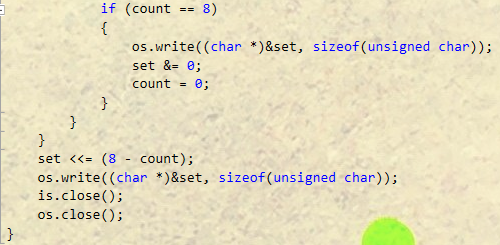 if (count == 8)
{
os.write((char *)&set, sizeof(unsigned char));
set &= 0;
count = 0;
}
}
}
set <<= (8 - count);
os.write((char *)&set, sizeof(unsigned char));
is.close();
os.close();
}